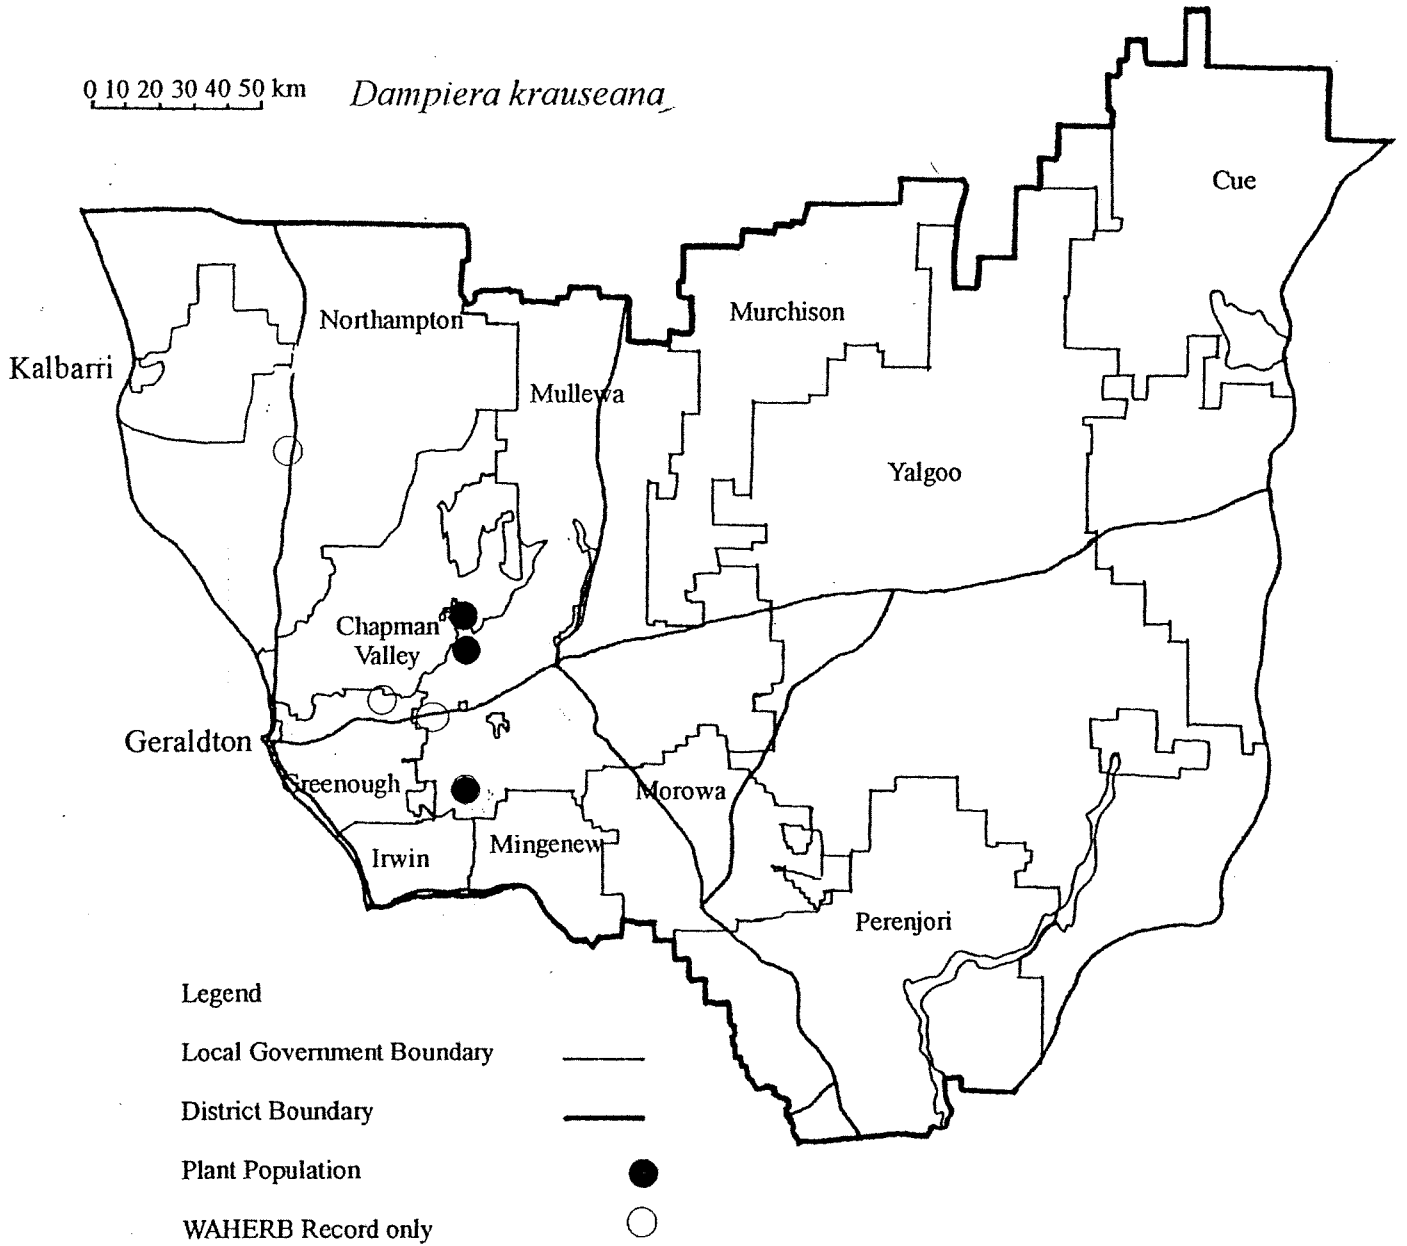 0 10 20 30 40 50 km
Dampiera krauseana
Cue
Northampton
Murchison
Kalbarri
Mullewa
Yalgoo
Chapman
Valley
Geraldton
Greenough
Morowa
Irwin
Mingenew
Perenjori
Legend
Local Government Boundary
District Boundary
Plant Population
WAHERB Record only